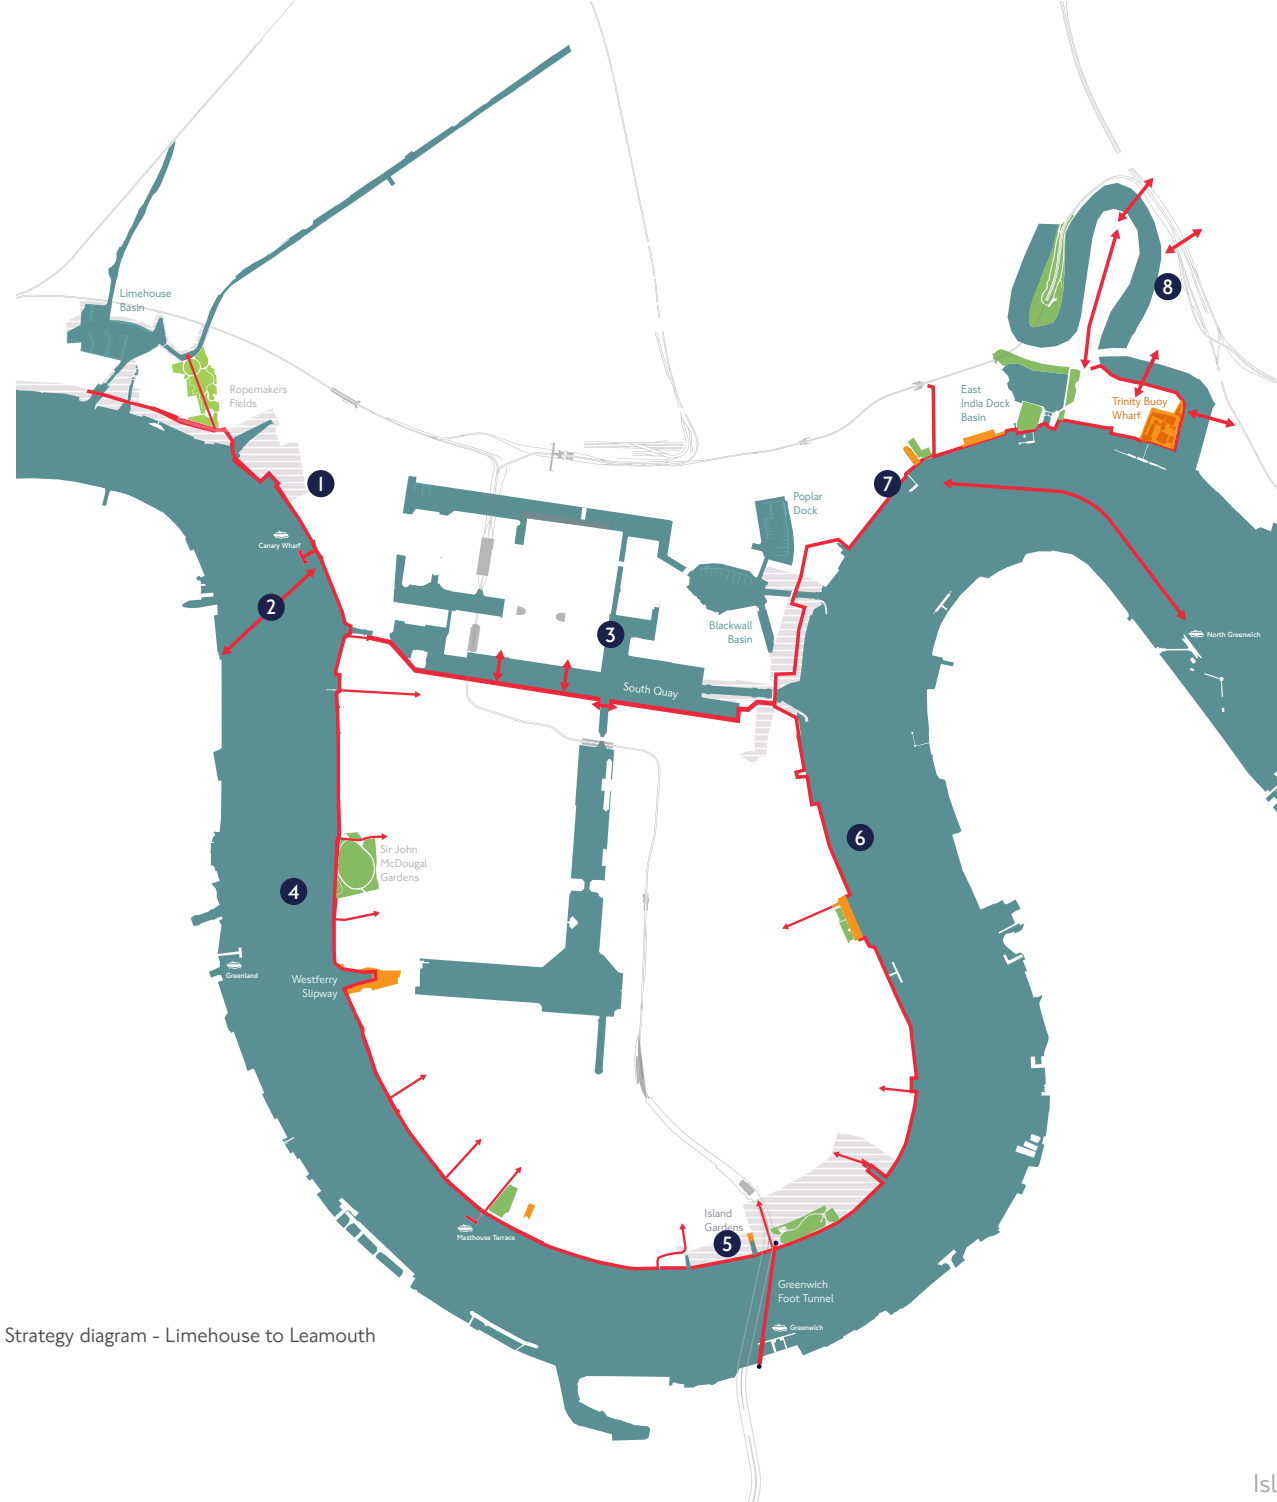 Limehouse
Basin
Ropemakers
Fields
1
Canary Wharf
2
3
South Quay
Poplar
Dock
Blackwall
Basin
7
East
India Dock
Basin
Trinity Buoy
Wharf
8
North Greenwich
Sir John
McDougal
Gardens
4
6
Greenland
Westferry
Slipway
Masthouse Terrace
Island
Gardens
5
Greenwich
Foot Tunnel
Greenwich
Strategy diagram - Limehouse to Leamouth
Isl